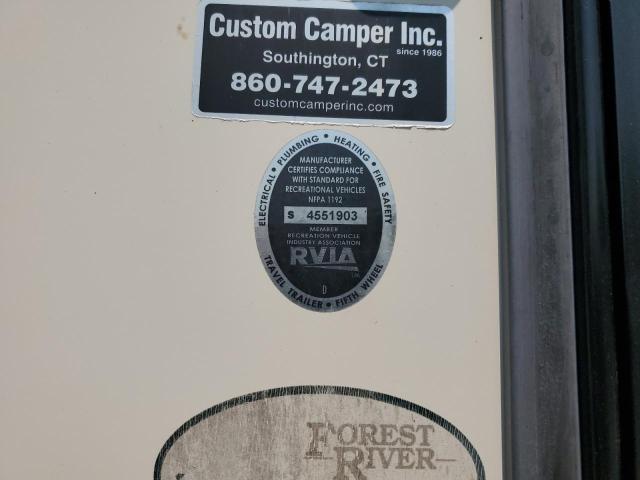 Custom Camper Inc.
since 1986
Southington, CT
860-747-2473
customcamperinc.com
ELECTRICAL • PLUMBING • HEATING • FIRE SAFETY
MANUFACTURER
CERTIFIES COMPLIANCE
WITH STANDARD FOR
RECREATIONAL VEHICLES
NFPA 1192
S 4551903
MEMBER
RECREATION VEHICLE
INDUSTRY ASSOCIATION
RVIA
D
TRAVEL TRAILER • FIFTH WHEEL
FOREST
RIVER